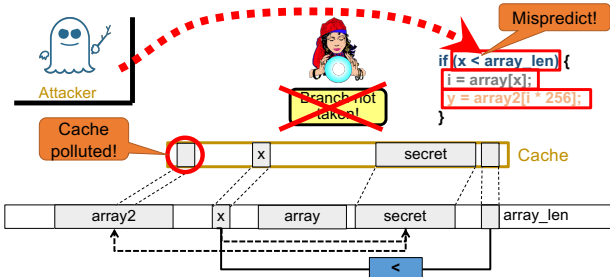 Mispredict!
if (x < array_len) {
i = array[x];
y = array2[i * 256];
}
Attacker
Branch not
taken!
Cache
polluted!
x
secret
Cache
array2
x
array
secret
array_len
<